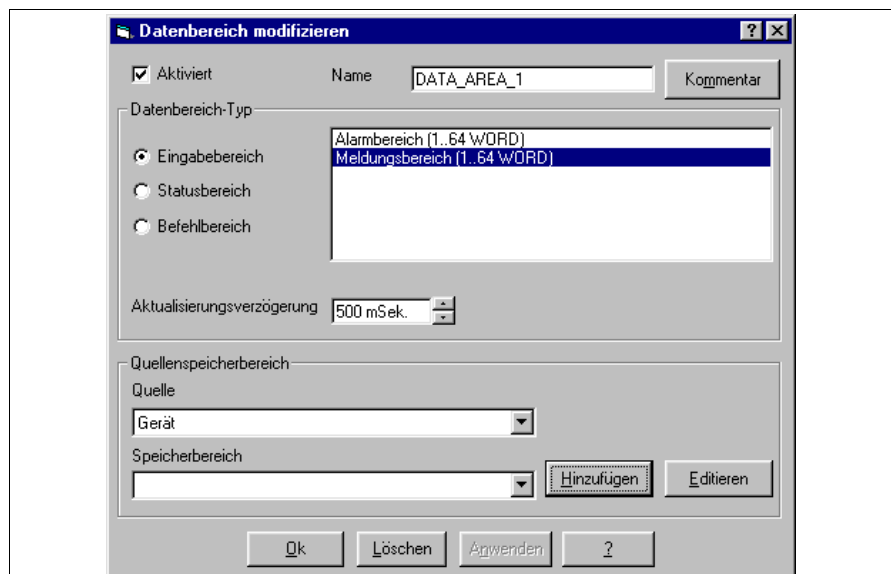 Datenbereich modifizieren
Aktiviert Name DATA_AREA_1 Kommentar
Datenbereich-Typ
Eingabebereich
Statusbereich
Befehlbereich
Alarmbereich (1..64 WORD)
Meldungsbereich (1..64 WORD)
Aktualisierungsverzögerung 500 mSek.
Quellenspeicherbereich
Quelle
Gerät
Speicherbereich
Hinzufügen Editieren
Ok Löschen Anwenden ?